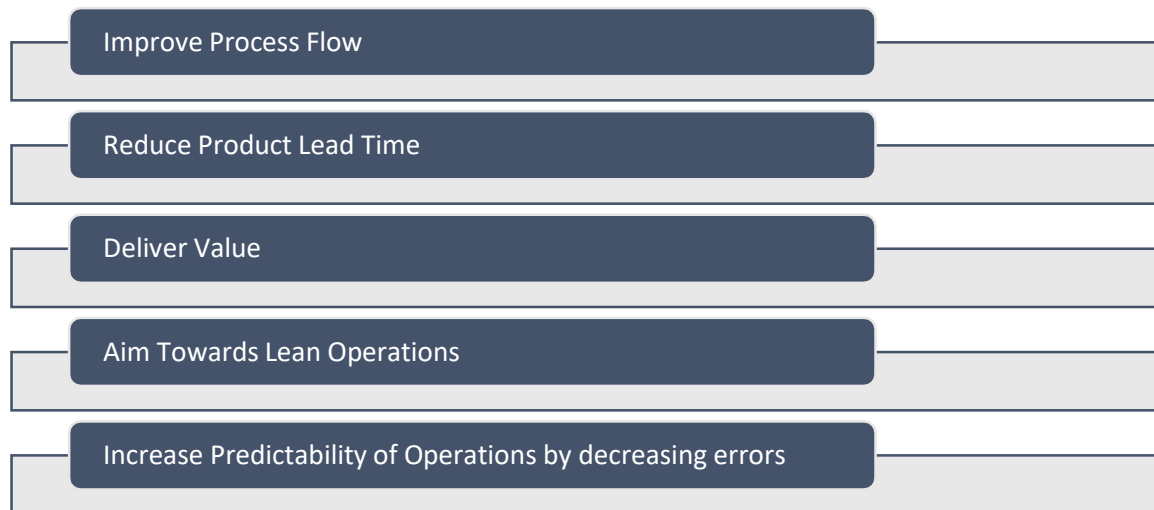 Improve Process Flow
Reduce Product Lead Time
Deliver Value
Aim Towards Lean Operations
Increase Predictability of Operations by decreasing errors